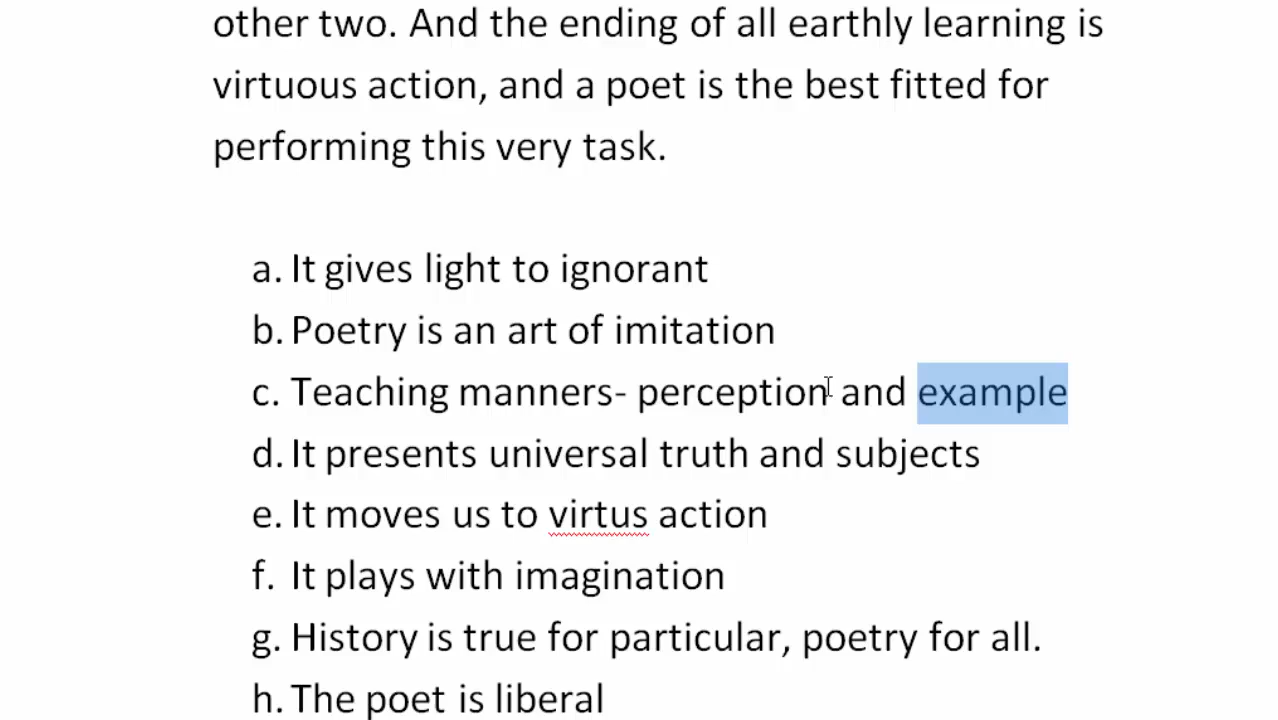 other two. And the ending of all earthly learning is
virtuous action, and a poet is the best fitted for
performing this very task.
a. It gives light to ignorant
b. Poetry is an art of imitation
c. Teaching manners- perception and example
d. It presents universal truth and subjects
e. It moves us to virtus action
f. It plays with imagination
g. History is true for particular, poetry for all.
h. The poet is liberal